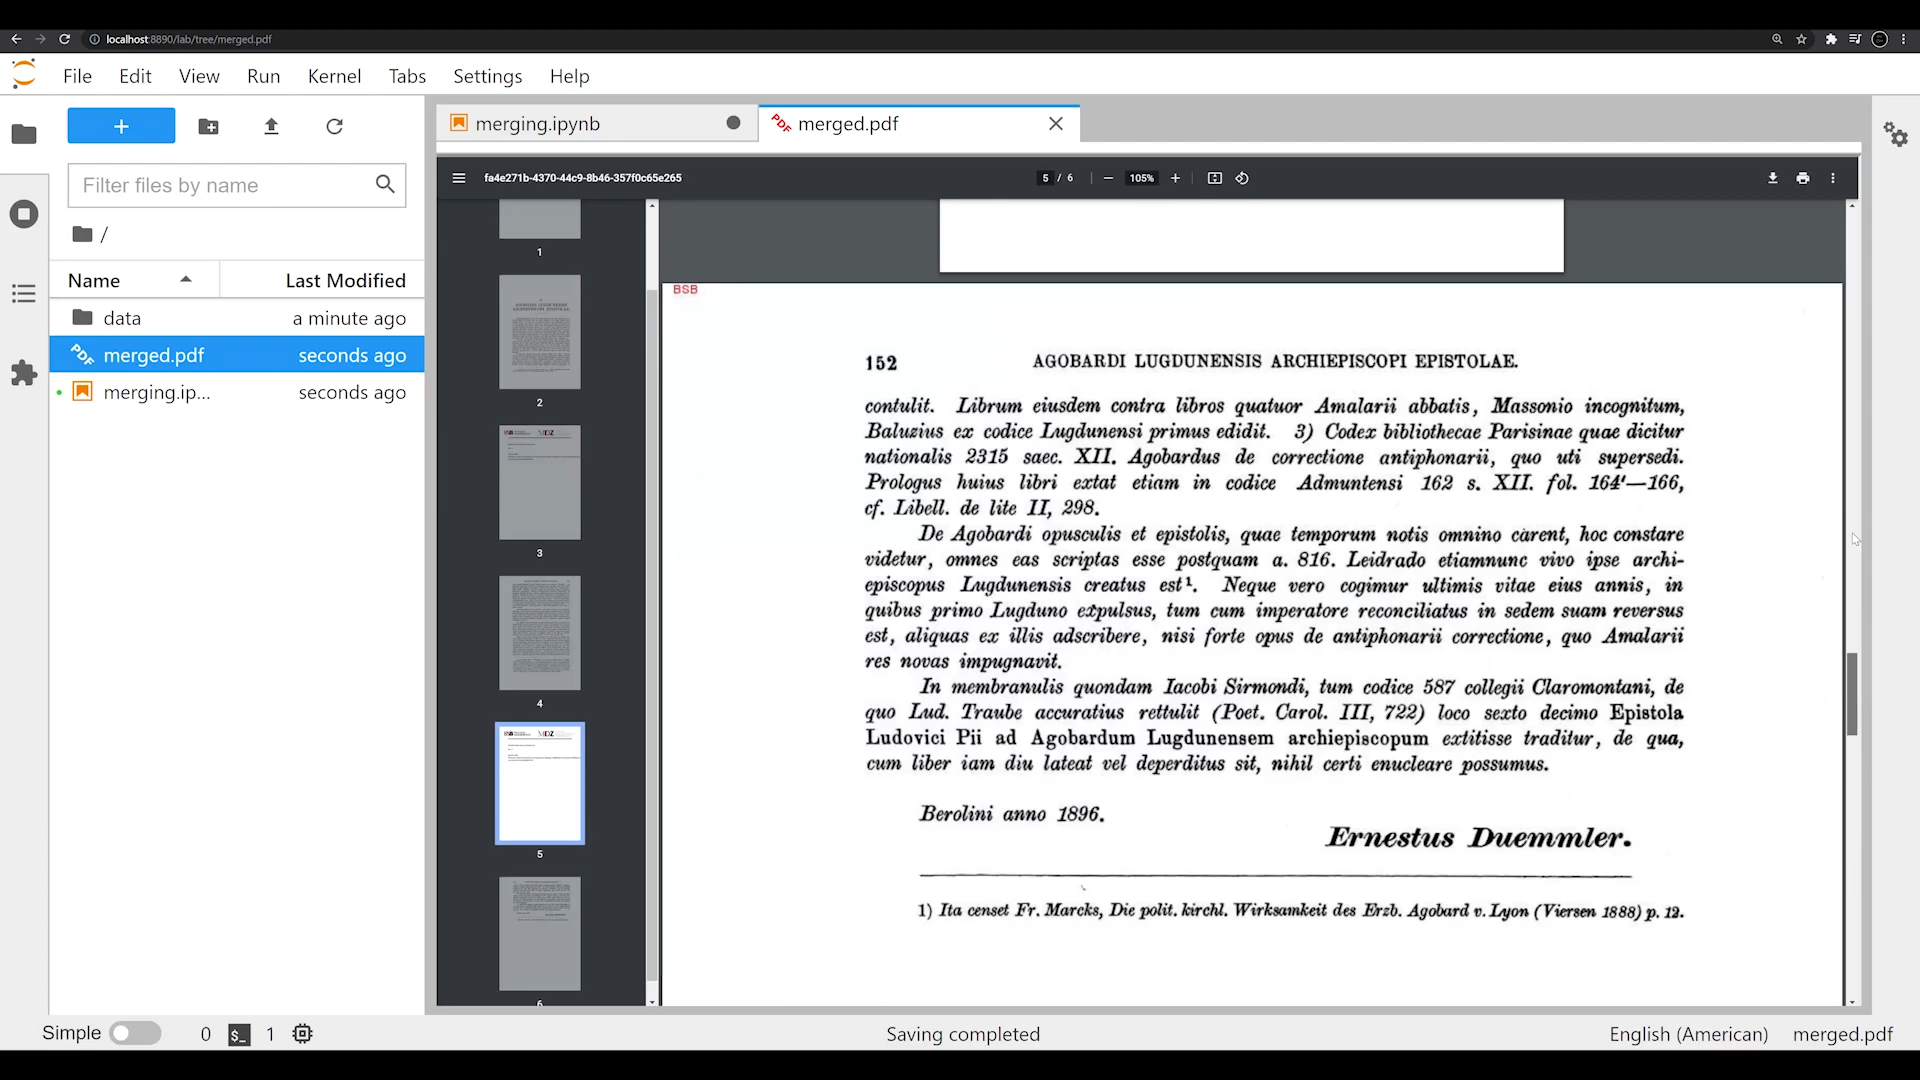 localhost:8890/lab/tree/merged.pdf
File Edit View Run Kernel Tabs Settings Help
+
Filter files by name
/
Name Last Modified
data a minute ago
merged.pdf seconds ago
merging.ip... seconds ago
merging.ipynb
PDF merged.pdf
fa4e271b-4370-44c9-8b46-357f0c65e265
5 / 6
105%
1
2
3
4
5
6
BSB
152 AGOBARDI LUGDUNENSIS ARCHIEPISCOPI EPISTOLAE.
contulit. Librum eiusdem contra libros quatuor Amalarii abbatis, Massonio incognitum,
Baluzius ex codice Lugdunensi primus edidit. 3) Codex bibliothecae Parisinae quae dicitur
nationalis 2315 saec. XII. Agobardus de correctione antiphonarii, quo uti supersedi.
Prologus huius libri extat etiam in codice Admuntensi 162 s. XII. fol. 164'—166,
cf. Libell. de lite II, 298.
De Agobardi opusculis et epistolis, quae temporum notis omnino carent, hoc constare
videtur, omnes eas scriptas esse postquam a. 816. Leidrado etiamnunc vivo ipse archi-
episcopus Lugdunensis creatus est¹. Neque vero cogimur ultimis vitae eius annis, in
quibus primo Lugduno expulsus, tum cum imperatore reconciliatus in sedem suam reversus
est, aliquas ex illis adscribere, nisi forte opus de antiphonarii correctione, quo Amalarii
res novas impugnavit.
In membranulis quondam Iacobi Sirmondi, tum codice 587 collegii Claromontani, de
quo Lud. Traube accuratius rettulit (Poet. Carol. III, 722) loco sexto decimo Epistola
Ludovici Pii ad Agobardum Lugdunensem archiepiscopum extitisse traditur, de qua,
cum liber iam diu lateat vel deperditus sit, nihil certi enucleare possumus.
Berolini anno 1896.
Ernestus Duemmler.
1) Ita censet Fr. Marcks, Die polit. kirchl. Wirksamkeit des Erzb. Agobard v. Lyon (Viersen 1888) p. 12.
Simple 0 $_ 1 Saving completed English (American) merged.pdf